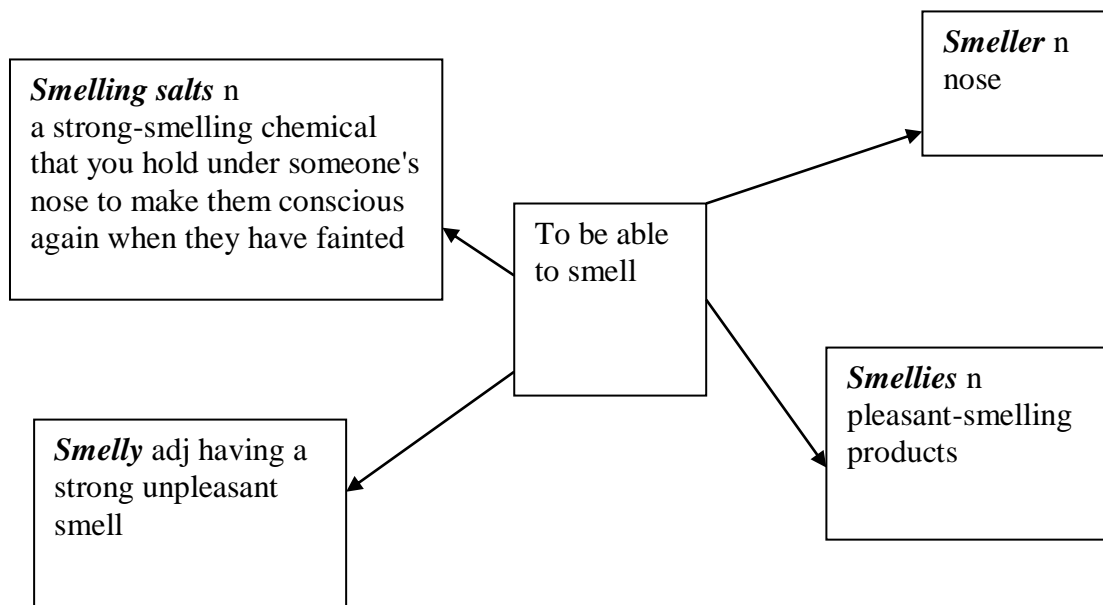 Smeller n
nose
Smelling salts n
a strong-smelling chemical
that you hold under someone's
nose to make them conscious
again when they have fainted
To be able
to smell
Smellies n
pleasant-smelling
products
Smelly adj having a
strong unpleasant
smell